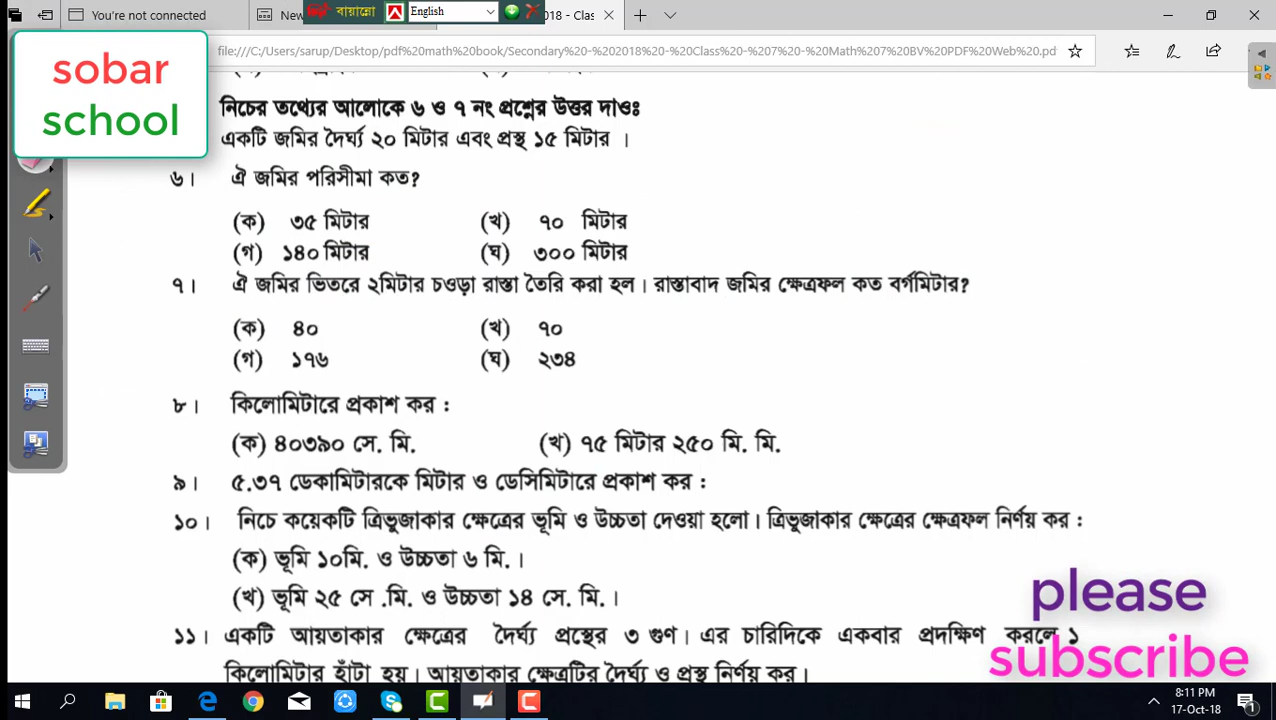 You're not connected
New
বায়ান্নো
English
2018 - Clas
file:///C:/Users/sarup/Desktop/pdf%20math%20book/Secondary%20-%202018%20-%20Class%20-%207%20-%20Math%207%20BV%20PDF%20Web%20.pd
sobar
school
নিচের তথ্যের আলোকে ৬ ও ৭ নং প্রশ্নের উত্তর দাওঃ
একটি জমির দৈর্ঘ্য ২০ মিটার এবং প্রস্থ ১৫ মিটার ।
৬। ঐ জমির পরিসীমা কত?
(ক) ৩৫ মিটার (খ) ৭০ মিটার
(গ) ১৪০ মিটার (ঘ) ৩০০ মিটার
৭। ঐ জমির ভিতরে ২মিটার চওড়া রাস্তা তৈরি করা হল। রাস্তাবাদ জমির ক্ষেত্রফল কত বর্গমিটার?
(ক) ৪০ (খ) ৭০
(গ) ১৭৬ (ঘ) ২৩৪
৮। কিলোমিটারে প্রকাশ কর :
(ক) ৪০৩৯০ সে. মি. (খ) ৭৫ মিটার ২৫০ মি. মি.
৯। ৫.৩৭ ডেকামিটারকে মিটার ও ডেসিমিটারে প্রকাশ কর :
১০। নিচে কয়েকটি ত্রিভুজাকার ক্ষেত্রের ভূমি ও উচ্চতা দেওয়া হলো। ত্রিভুজাকার ক্ষেত্রের ক্ষেত্রফল নির্ণয় কর :
(ক) ভূমি ১০মি. ও উচ্চতা ৬ মি.।
(খ) ভূমি ২৫ সে .মি. ও উচ্চতা ১৪ সে. মি.।
১১। একটি আয়তাকার ক্ষেত্রের দৈর্ঘ্য প্রস্থের ৩ গুণ। এর চারিদিকে একবার প্রদক্ষিণ করলে ১
কিলোমিটার হাঁটা হয়। আয়তাকার ক্ষেত্রটির দৈর্ঘ্য ও প্রস্থ নির্ণয় কর।
please
subscribe
8:11 PM
17-Oct-18